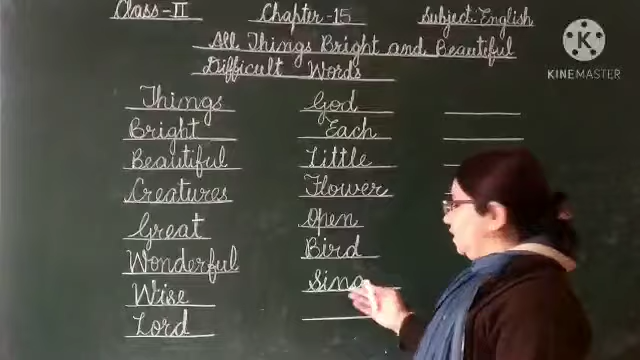 Class-II Chapter-15 Subject-English
All Things Bright and Beautiful
Difficult Words
Things God
Bright Each
Beautiful Little
Creatures Flower
Great Open
Wonderful Bird
Wise Sing
Lord
K
KINEMASTER